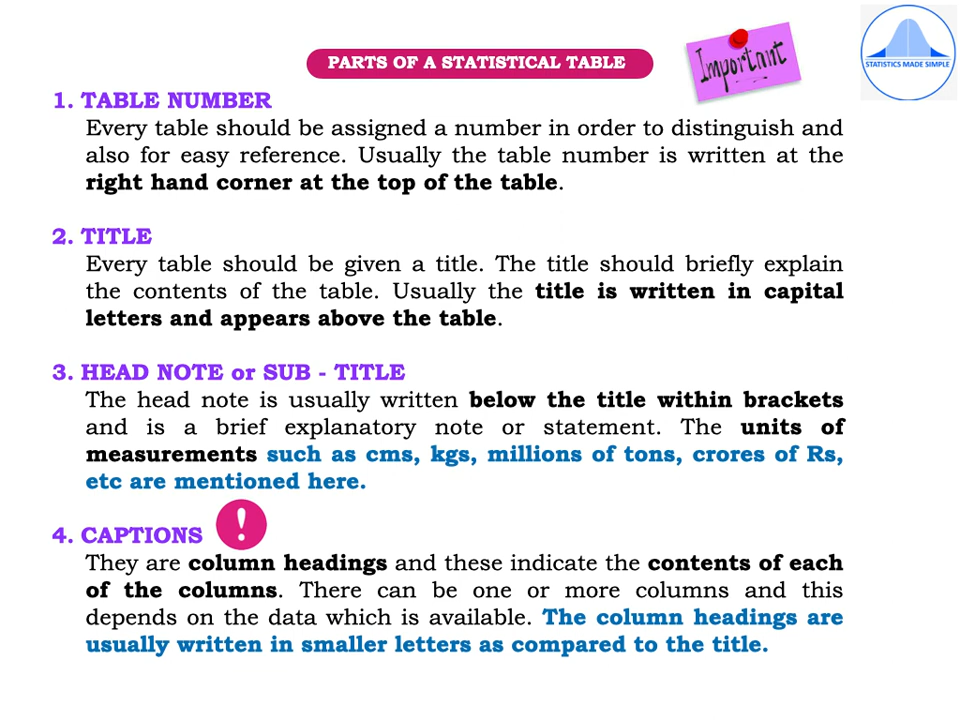 PARTS OF A STATISTICAL TABLE
Important
STATISTICS MADE SIMPLE
1. TABLE NUMBER
Every table should be assigned a number in order to distinguish and
also for easy reference. Usually the table number is written at the
right hand corner at the top of the table.
2. TITLE
Every table should be given a title. The title should briefly explain
the contents of the table. Usually the title is written in capital
letters and appears above the table.
3. HEAD NOTE or SUB - TITLE
The head note is usually written below the title within brackets
and is a brief explanatory note or statement. The units of
measurements such as cms, kgs, millions of tons, crores of Rs,
etc are mentioned here.
4. CAPTIONS !
They are column headings and these indicate the contents of each
of the columns. There can be one or more columns and this
depends on the data which is available. The column headings are
usually written in smaller letters as compared to the title.